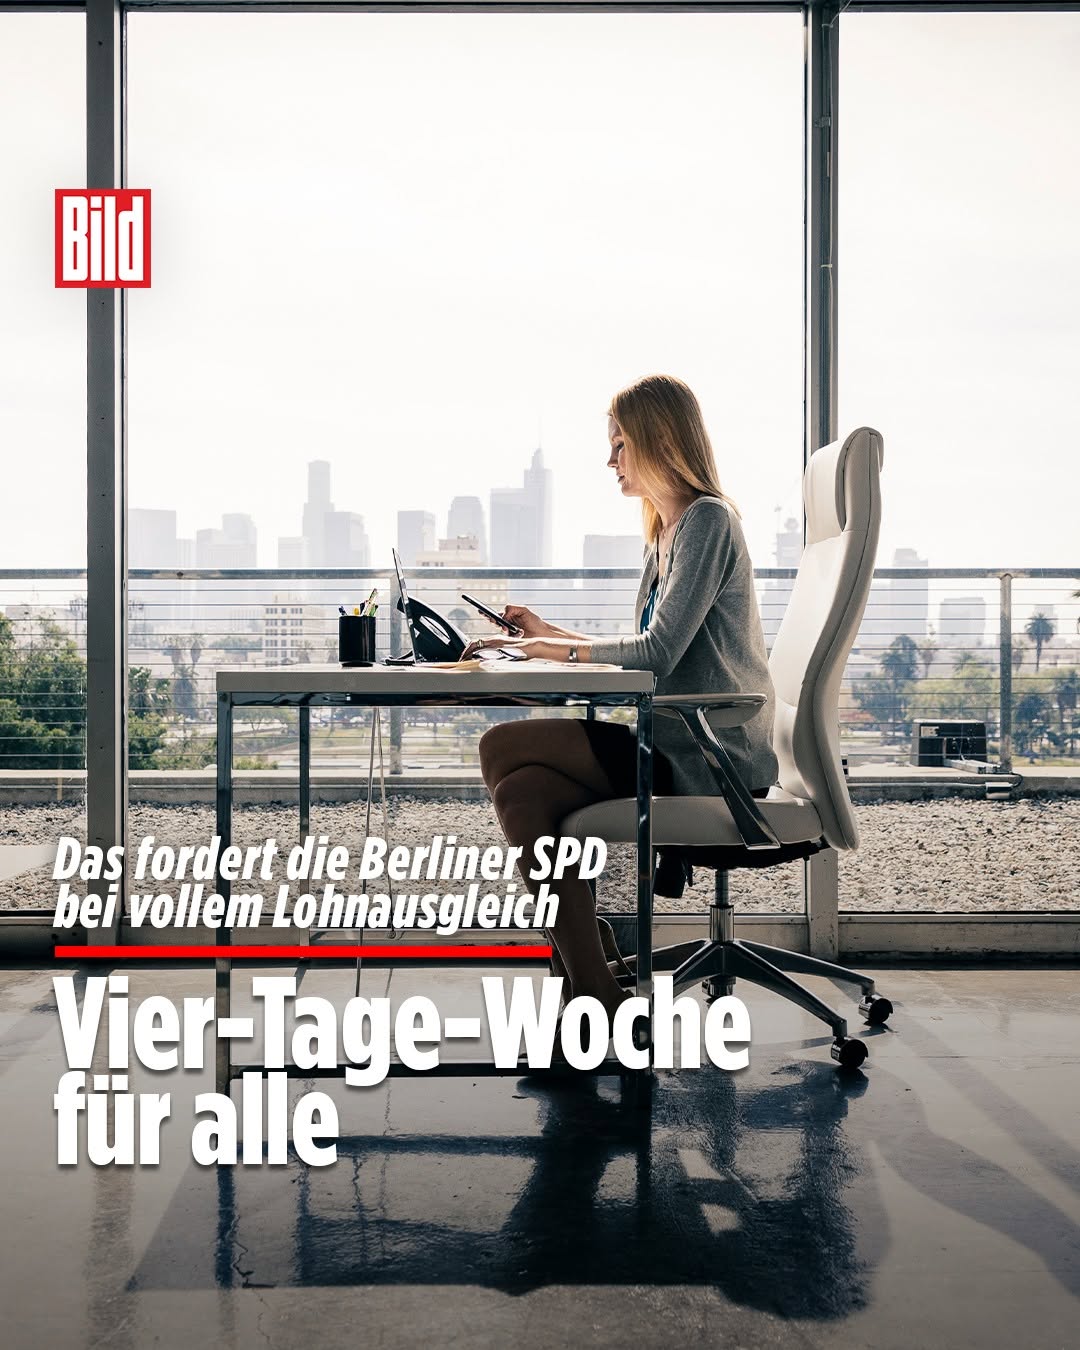 Bild
Das fordert die Berliner SPD
bei vollem Lohnausgleich
Vier-Tage-Woche
für alle